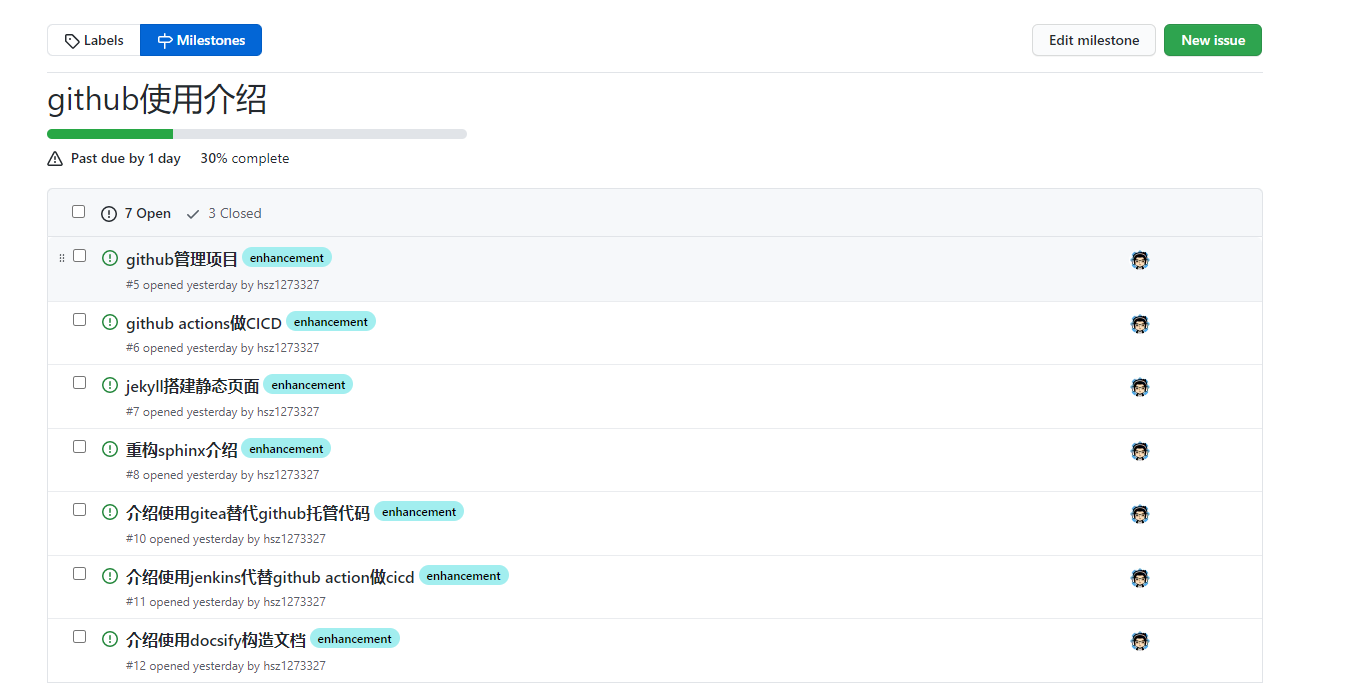 Labels Milestones Edit milestone New issue
github使用介绍
Past due by 1 day 30% complete
7 Open 3 Closed
github管理项目 enhancement
#5 opened yesterday by hsz1273327
github actions做CICD enhancement
#6 opened yesterday by hsz1273327
jekyll搭建静态页面 enhancement
#7 opened yesterday by hsz1273327
重构sphinx介绍 enhancement
#8 opened yesterday by hsz1273327
介绍使用gitea替代github托管代码 enhancement
#10 opened yesterday by hsz1273327
介绍使用jenkins代替github action做cicd enhancement
#11 opened yesterday by hsz1273327
介绍使用docsify构造文档 enhancement
#12 opened yesterday by hsz1273327